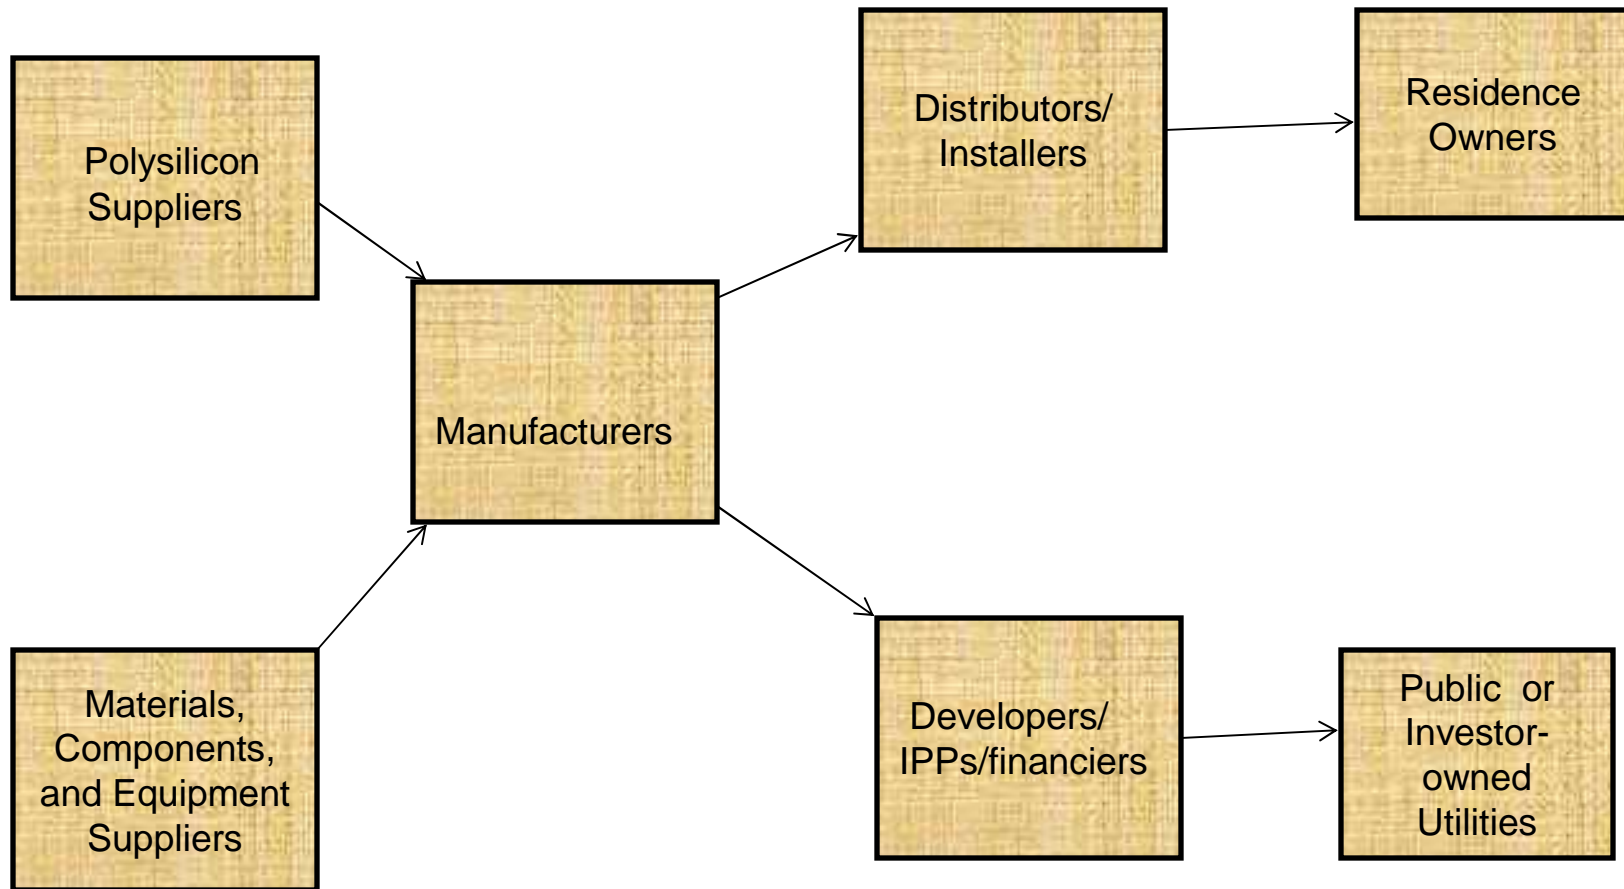 Polysilicon
Suppliers
Materials,
Components,
and Equipment
Suppliers
Manufacturers
Distributors/
Installers
Developers/
IPPs/financiers
Residence
Owners
Public or
Investor-
owned
Utilities